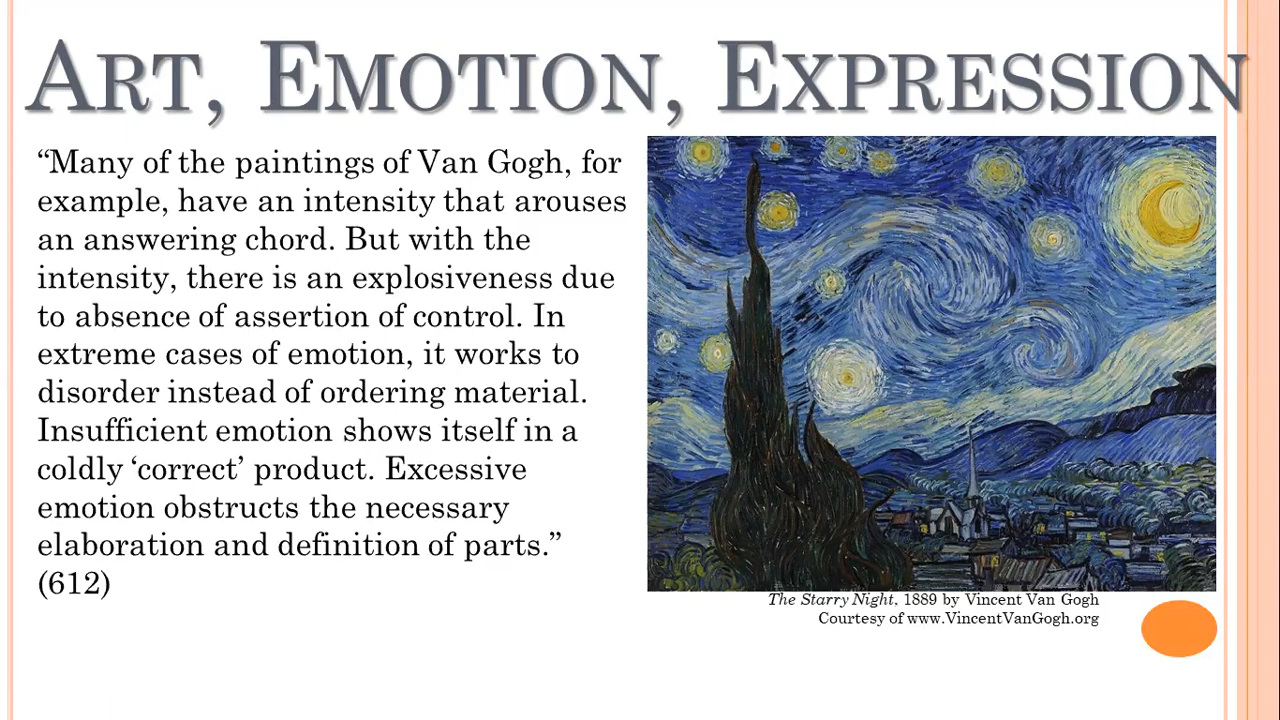 ART, EMOTION, EXPRESSION
“Many of the paintings of Van Gogh, for
example, have an intensity that arouses
an answering chord. But with the
intensity, there is an explosiveness due
to absence of assertion of control. In
extreme cases of emotion, it works to
disorder instead of ordering material.
Insufficient emotion shows itself in a
coldly ‘correct’ product. Excessive
emotion obstructs the necessary
elaboration and definition of parts.”
(612)
The Starry Night, 1889 by Vincent Van Gogh
Courtesy of www.VincentVanGogh.org